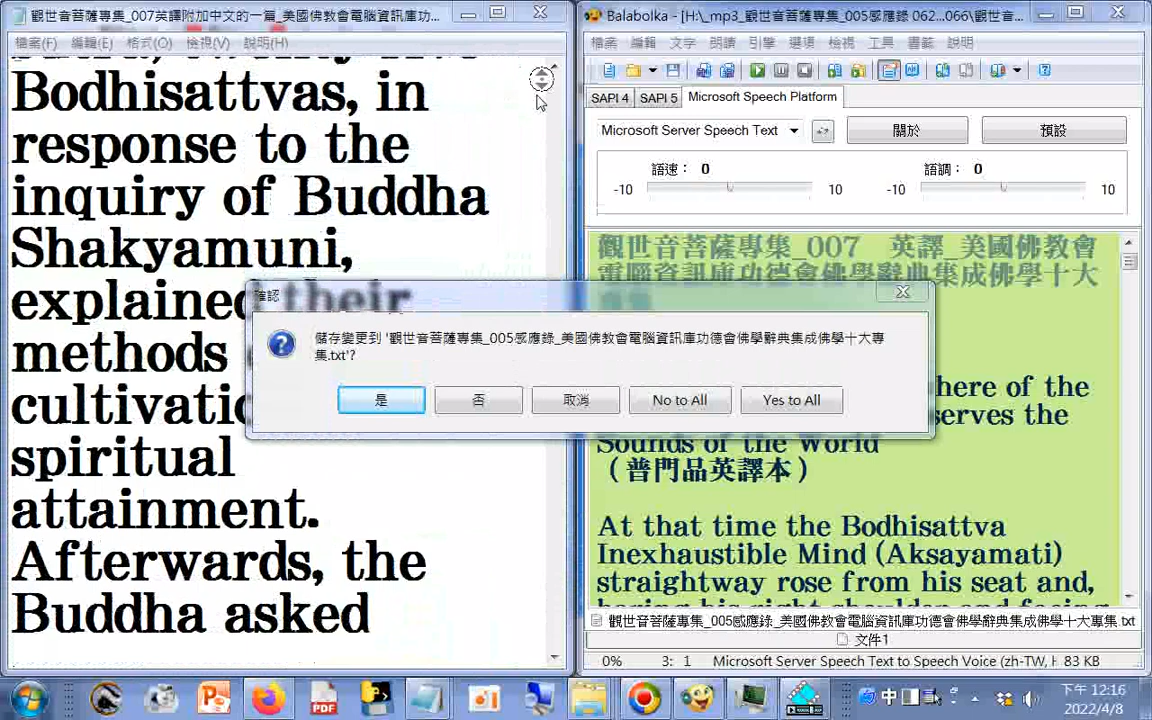 觀世音菩薩專集_007英譯附加中文的一篇_美國佛教會電腦資訊庫功...
檔案(F) 編輯(E) 格式(O) 檢視(V) 說明(H)
Bodhisattvas, in
response to the
inquiry of Buddha
Shakyamuni,
explained their
methods
cultivatio
spiritual
attainment.
Afterwards, the
Buddha asked
Balabolka - [H:\_mp3_觀世音菩薩專集_005感應錄 062...066\觀世音...
檔案 編輯 文字 朗讀 引擎 選項 檢視 工具 書籤 說明
SAPI 4 SAPI 5 Microsoft Speech Platform
Microsoft Server Speech Text 關於 預設
語速： 0 語調： 0
-10 10 -10 10
觀世音菩薩專集_007 英譯_美國佛教會
電腦資訊庫功德會佛學辭典集成佛學十大
here of the
serves the
Sounds of the World
（普門品英譯本）
At that time the Bodhisattva
Inexhaustible Mind (Aksayamati)
straightway rose from his seat and,
baring his right shoulder and facing
觀世音菩薩專集_005感應錄_美國佛教會電腦資訊庫功德會佛學辭典集成佛學十大專集.txt
文件1
0% 3: 1 Microsoft Server Speech Text to Speech Voice (zh-TW, H 83 KB
確認
儲存變更到 '觀世音菩薩專集_005感應錄_美國佛教會電腦資訊庫功德會佛學辭典集成佛學十大專
集.txt'?
是 否 取消 No to All Yes to All
PDF
中
下午 12:16
2022/4/8